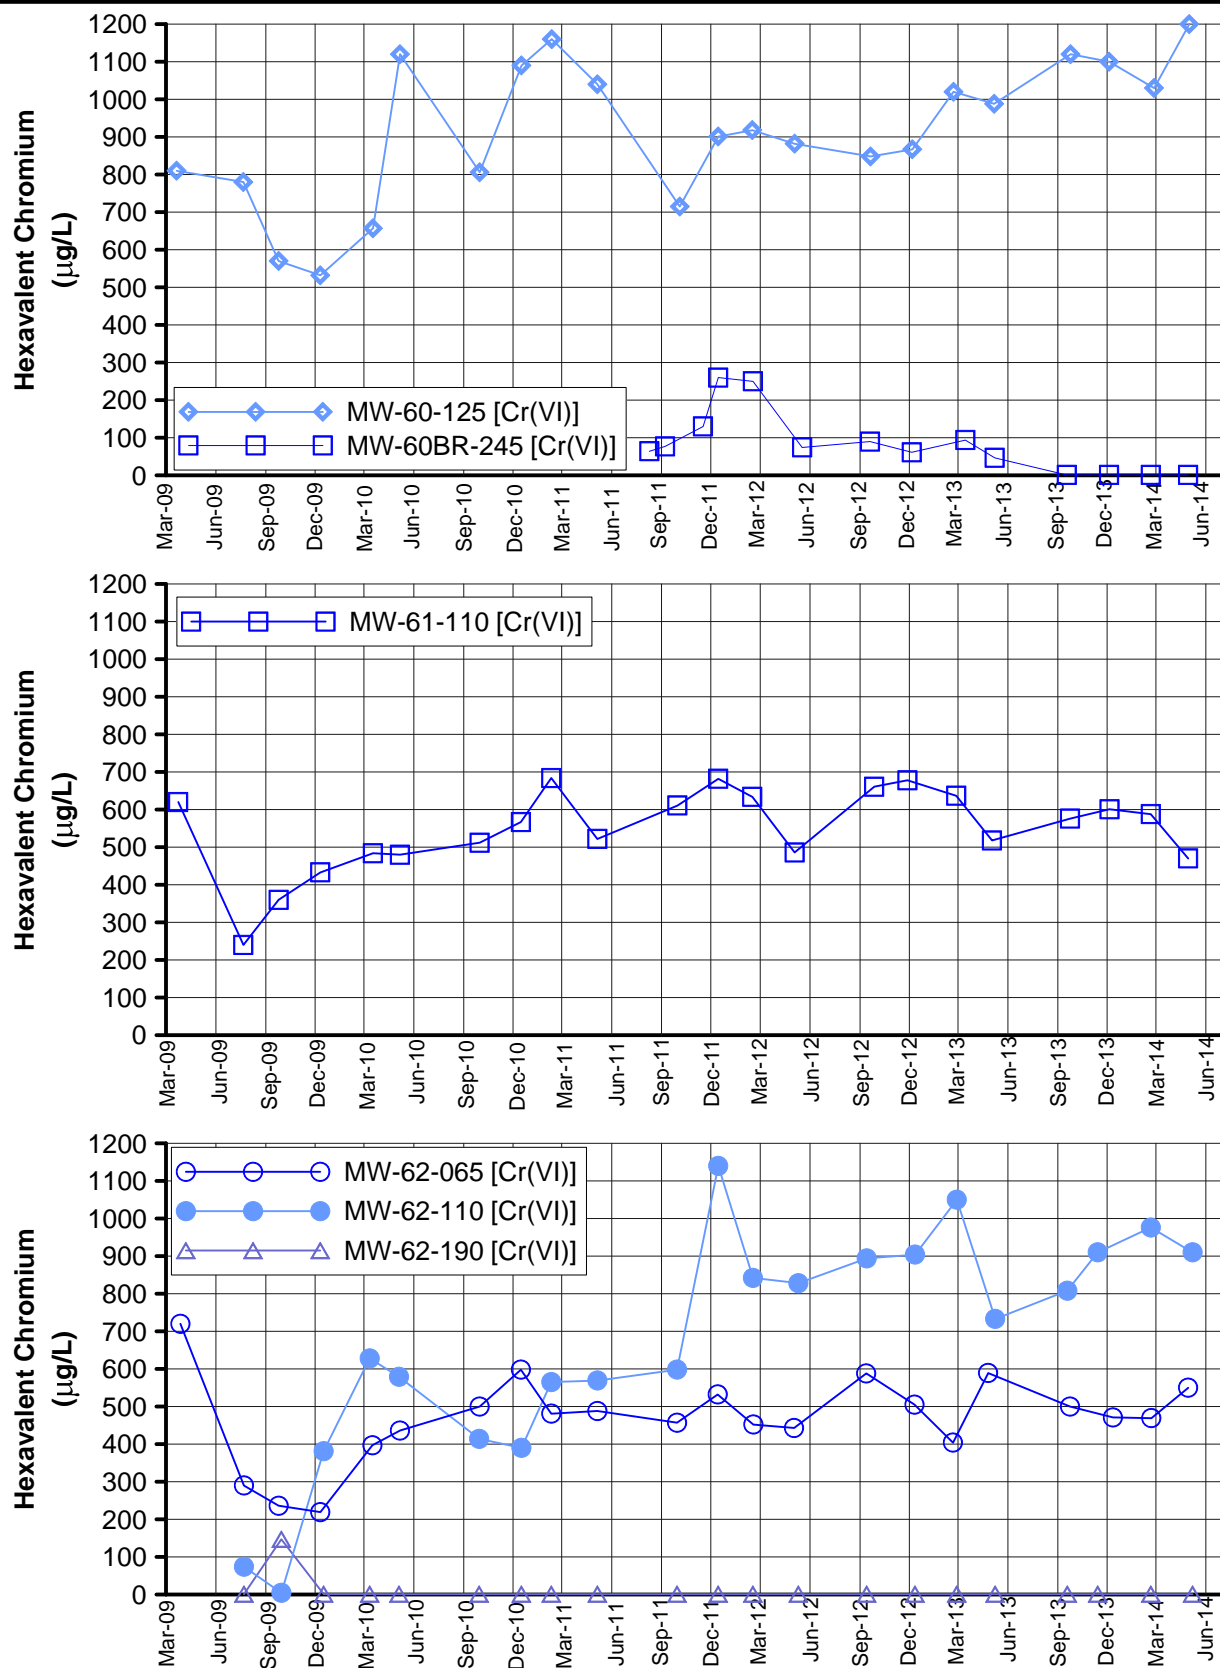 1200
1100
1000
900
800
700
600
500
400
300
200
100
0
Hexavalent Chromium
(µg/L)
MW-60-125 [Cr(VI)]
MW-60BR-245 [Cr(VI)]
Mar-09
Jun-09
Sep-09
Dec-09
Mar-10
Jun-10
Sep-10
Dec-10
Mar-11
Jun-11
Sep-11
Dec-11
Mar-12
Jun-12
Sep-12
Dec-12
Mar-13
Jun-13
Sep-13
Dec-13
Mar-14
Jun-14
1200
1100
1000
900
800
700
600
500
400
300
200
100
0
Hexavalent Chromium
(µg/L)
MW-61-110 [Cr(VI)]
Mar-09
Jun-09
Sep-09
Dec-09
Mar-10
Jun-10
Sep-10
Dec-10
Mar-11
Jun-11
Sep-11
Dec-11
Mar-12
Jun-12
Sep-12
Dec-12
Mar-13
Jun-13
Sep-13
Dec-13
Mar-14
Jun-14
1200
1100
1000
900
800
700
600
500
400
300
200
100
0
Hexavalent Chromium
(µg/L)
MW-62-065 [Cr(VI)]
MW-62-110 [Cr(VI)]
MW-62-190 [Cr(VI)]
Mar-09
Jun-09
Sep-09
Dec-09
Mar-10
Jun-10
Sep-10
Dec-10
Mar-11
Jun-11
Sep-11
Dec-11
Mar-12
Jun-12
Sep-12
Dec-12
Mar-13
Jun-13
Sep-13
Dec-13
Mar-14
Jun-14